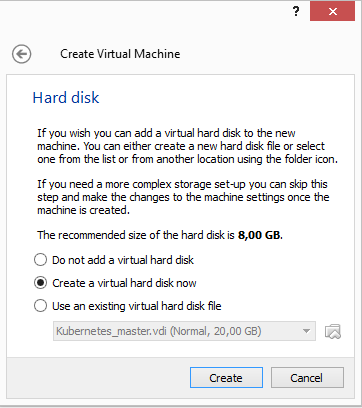 ?
Create Virtual Machine
Hard disk
If you wish you can add a virtual hard disk to the new
machine. You can either create a new hard disk file or select
one from the list or from another location using the folder icon.
If you need a more complex storage set-up you can skip this
step and make the changes to the machine settings once the
machine is created.
The recommended size of the hard disk is 8,00 GB.
Do not add a virtual hard disk
Create a virtual hard disk now
Use an existing virtual hard disk file
Kubernetes_master.vdi (Normal, 20,00 GB)
Create
Cancel